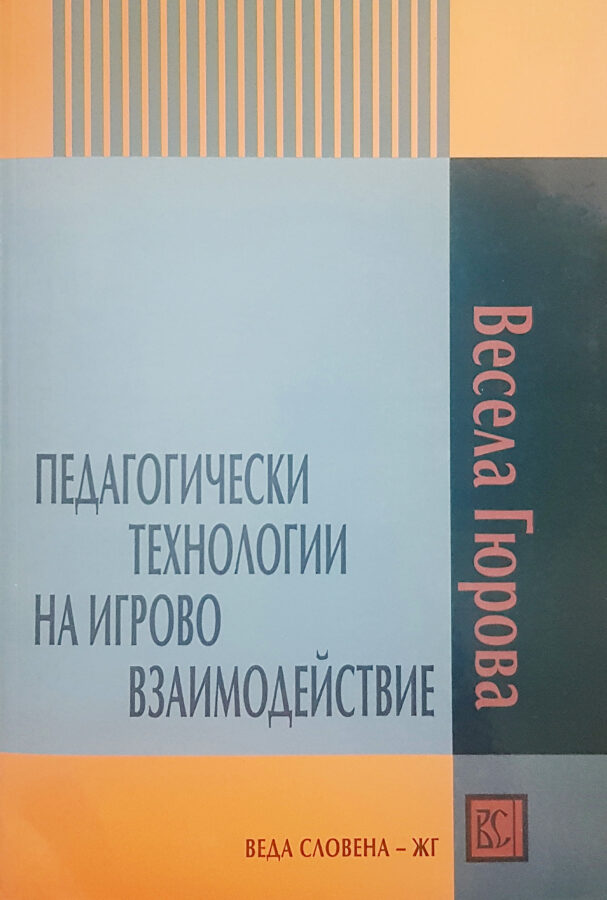 Весела Гюрова
ПЕДАГОГИЧЕСКИ
ТЕХНОЛОГИИ
НА ИГРОВО
ВЗАИМОДЕЙСТВИЕ
ВС
ВЕДА СЛОВЕНА – ЖГ